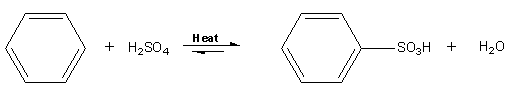 + H₂SO₄ Heat SO₃H + H₂O